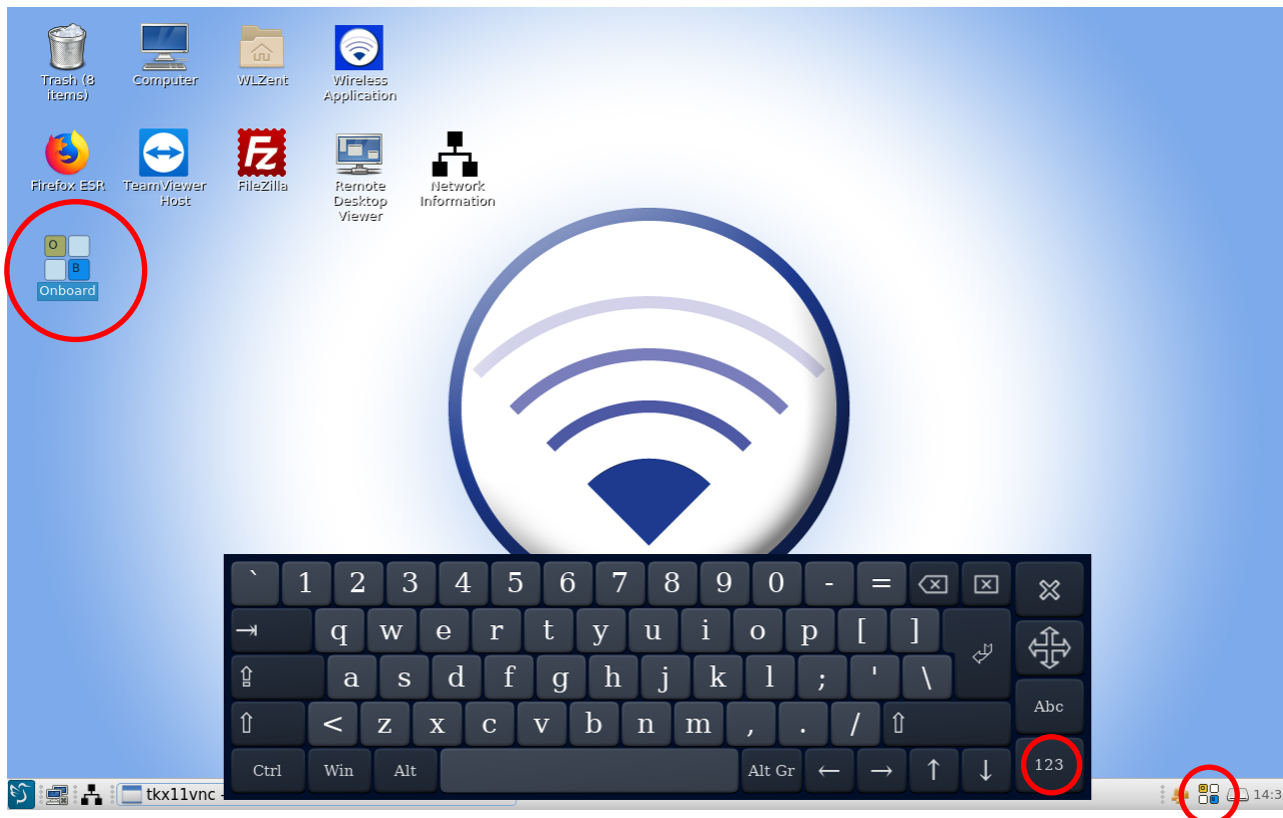 Trash (8
items)
Computer
WLZent
Wireless
Application
Firefox ESR
TeamViewer
Host
FileZilla
Remote
Desktop
Viewer
Network
Information
O
B
Onboard
` 1 2 3 4 5 6 7 8 9 0 - =
q w e r t y u i o p [ ]
a s d f g h j k l ; ' \
Abc
< z x c v b n m , . /
Ctrl Win Alt Alt Gr ← → ↑ ↓ 123
tkx11vnc -
14:3